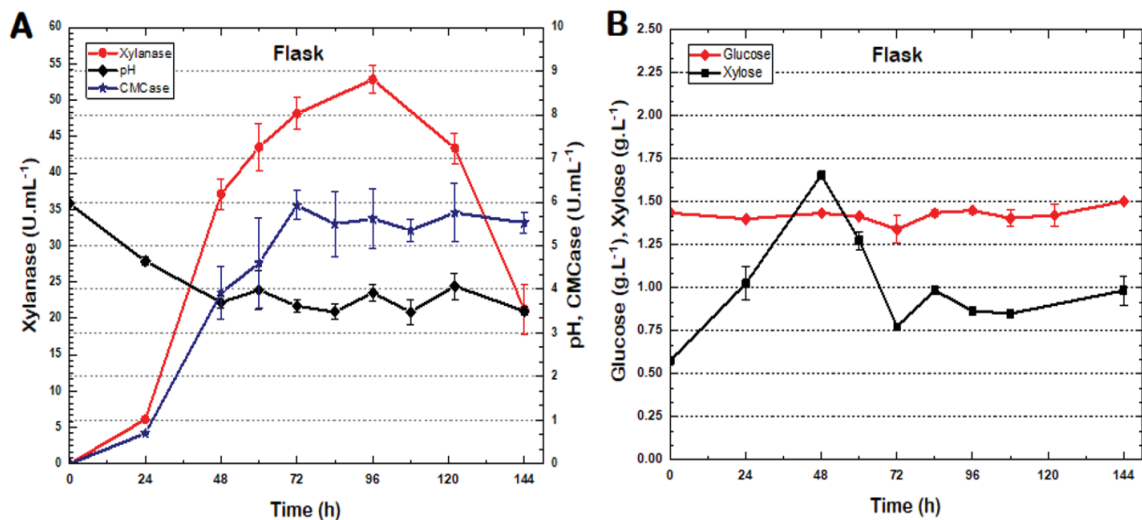 A
Flask
Xylanase
pH
CMCase
60
55
50
45
40
35
30
25
20
15
10
5
0
Xylanase (U.mL-1)
10
9
8
7
6
5
4
3
2
1
0
pH, CMCase (U.mL-1)
0 24 48 72 96 120 144
Time (h)
B
Flask
Glucose
Xylose
2.50
2.25
2.00
1.75
1.50
1.25
1.00
0.75
0.50
0.25
0.00
Glucose (g.L-1), Xylose (g.L-1)
0 24 48 72 96 120 144
Time (h)